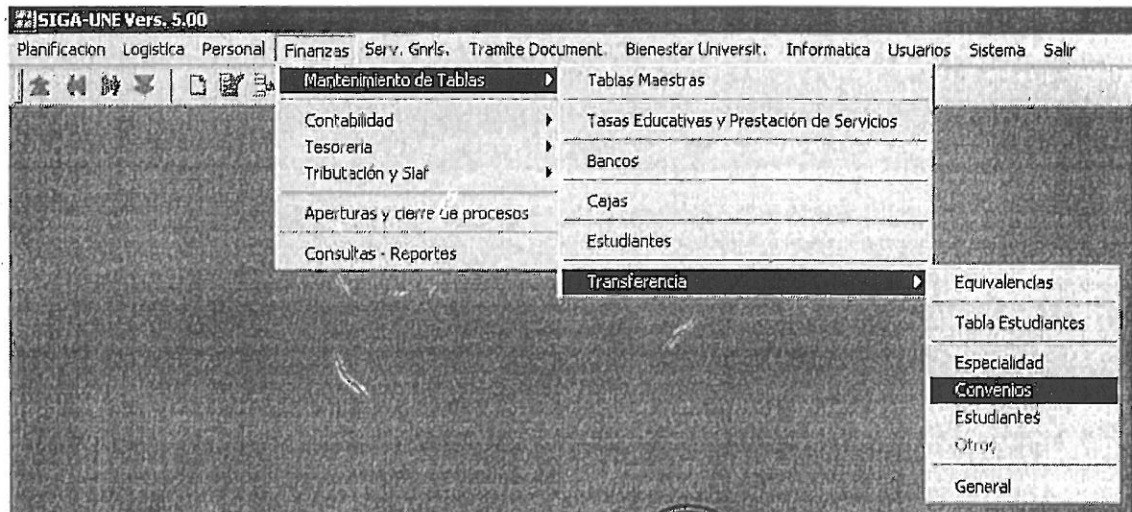 SIGA-UNE Vers. 5.00
Planificacion Logistica Personal Finanzas Serv. Gnrls. Tramite Document. Bienestar Universit. Informatica Usuarios Sistema Salir
Mantenimiento de Tablas
Contabilidad
Tesoreria
Tributación y Siaf
Aperturas y cierre de procesos
Consultas - Reportes
Tablas Maestras
Tasas Educativas y Prestación de Servicios
Bancos
Cajas
Estudiantes
Transferencia
Equivalencias
Tabla Estudiantes
Especialidad
Convenios
Estudiantes
Otros
General